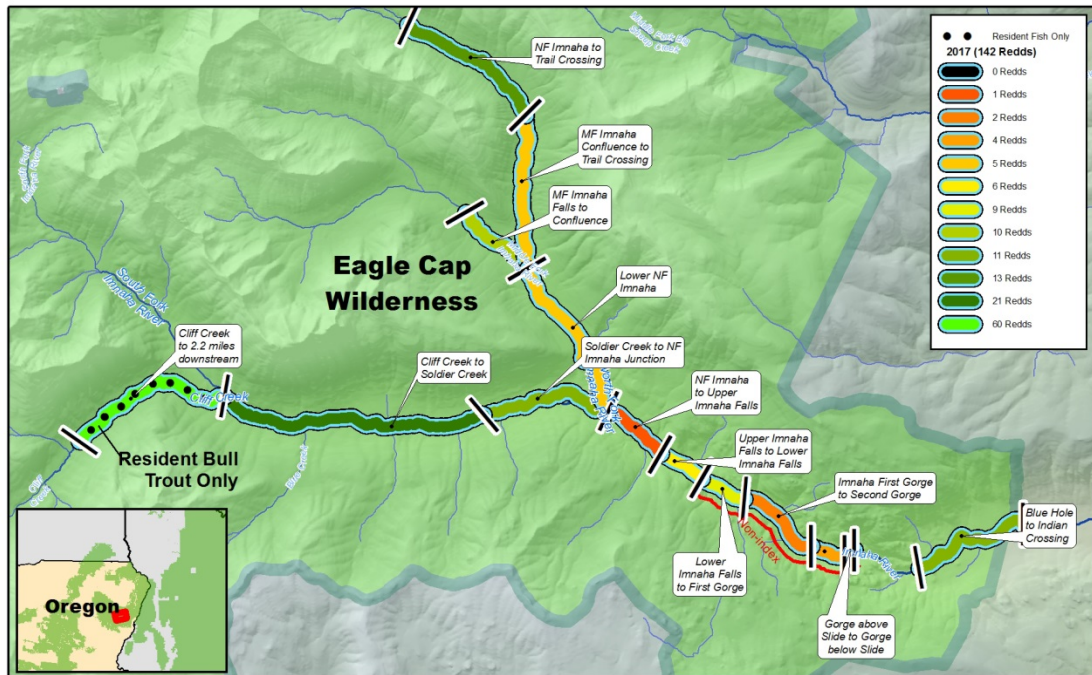 Middle Fork Big
Sheep Creek
NF Imnaha to
Trail Crossing
MF Imnaha
Confluence to
Trail Crossing
MF Imnaha
Falls to
Confluence
Eagle Cap
Wilderness
Lower NF
Imnaha
South Fork
Imnaha River
Cliff Creek
to 2.2 miles
downstream
Cliff Creek to
Soldier Creek
Soldier Creek to NF
Imnaha Junction
NF Imnaha
to Upper
Imnaha Falls
Cliff Creek
Upper Imnaha
Falls to Lower
Imnaha Falls
Resident Bull
Trout Only
Imnaha First Gorge
to Second Gorge
Blue Hole
to Indian
Crossing
Non-index
Imnaha River
Lower
Imnaha Falls
to First Gorge
Gorge above
Slide to Gorge
below Slide
Oregon
Resident Fish Only
2017 (142 Redds)
0 Redds
1 Redds
2 Redds
4 Redds
5 Redds
6 Redds
9 Redds
10 Redds
11 Redds
13 Redds
21 Redds
60 Redds